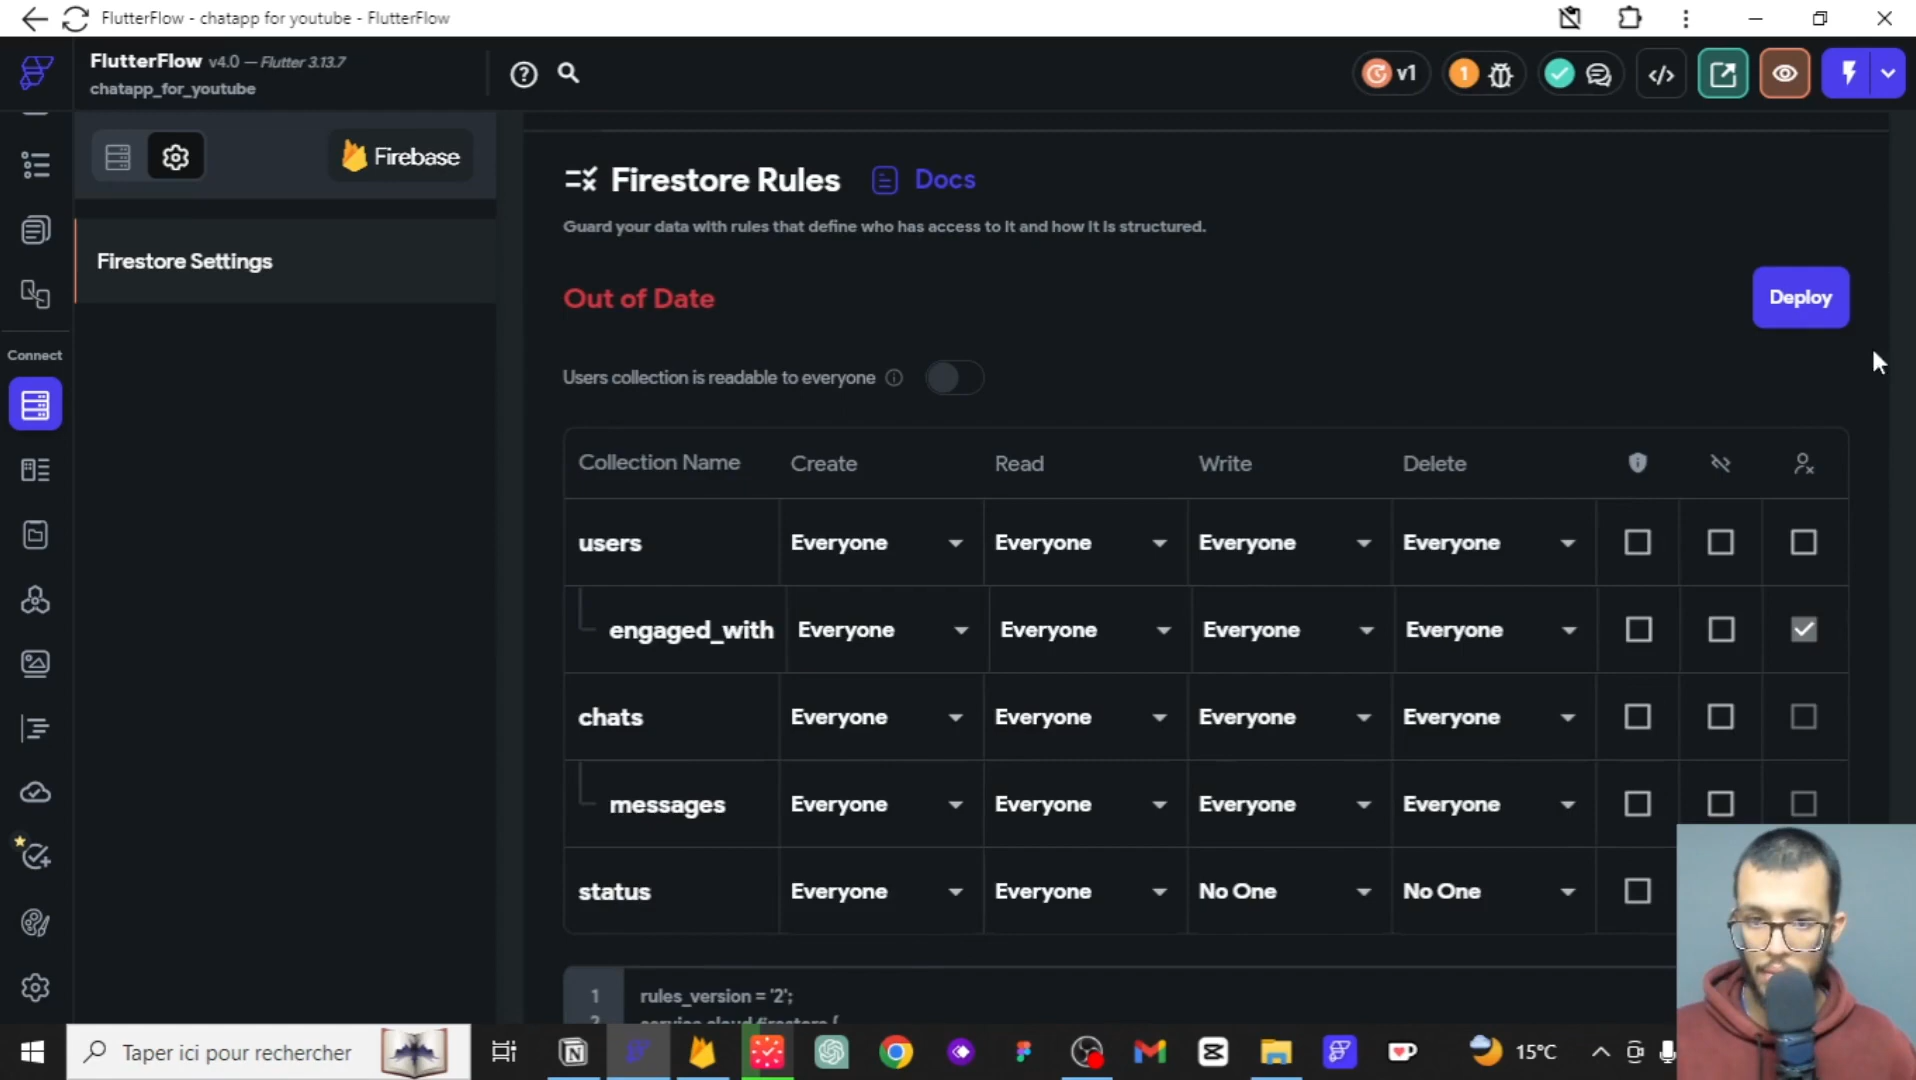 FlutterFlow - chatapp for youtube - FlutterFlow
FlutterFlow v4.0 — Flutter 3.13.7
chatapp_for_youtube
v1
1
Firebase
Firestore Settings
Connect
Firestore Rules
Docs
Guard your data with rules that define who has access to it and how it is structured.
Out of Date
Deploy
Users collection is readable to everyone
Collection Name Create Read Write Delete
users Everyone Everyone Everyone Everyone
engaged_with Everyone Everyone Everyone Everyone
chats Everyone Everyone Everyone Everyone
messages Everyone Everyone Everyone Everyone
status Everyone Everyone No One No One
1 rules_version = '2';
2 service cloud.firestore {
Taper ici pour rechercher
15°C